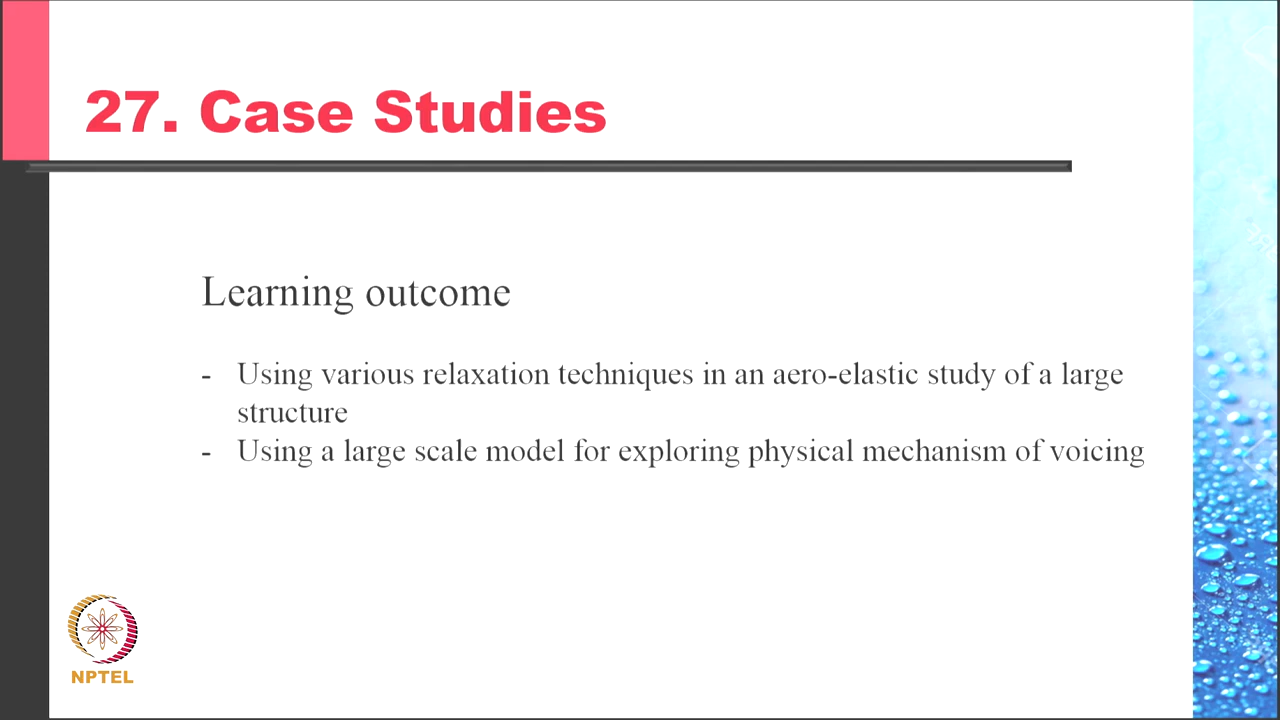 27. Case Studies
Learning outcome
- Using various relaxation techniques in an aero-elastic study of a large
structure
- Using a large scale model for exploring physical mechanism of voicing
NPTEL